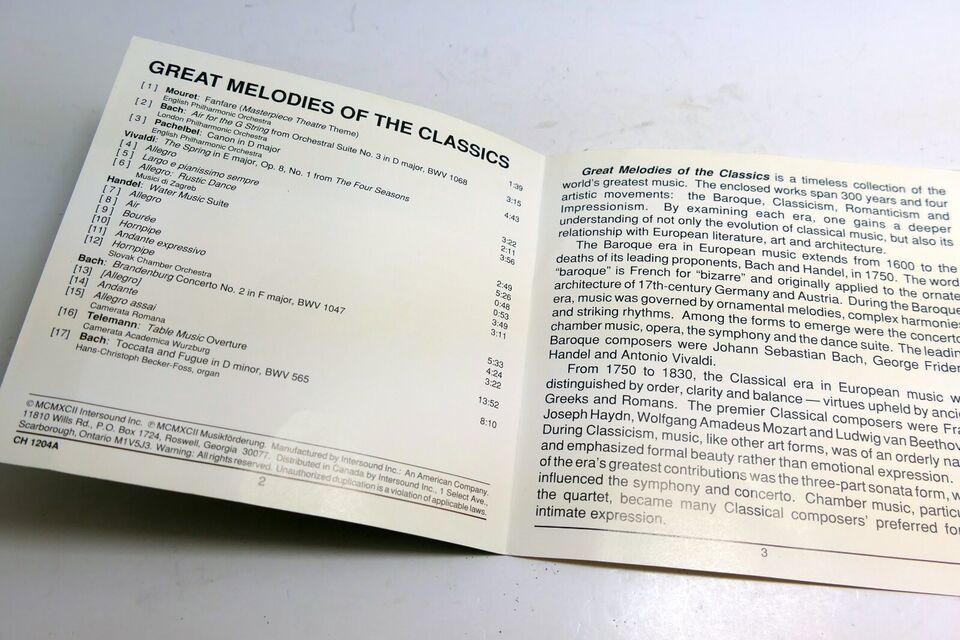 GREAT MELODIES OF THE CLASSICS
[1] Mouret: Fanfare (Masterpiece Theatre Theme) 1:39
English Philharmonic Orchestra
[2] Bach: Air for the G String from Orchestral Suite No. 3 in D major, BWV 1068 3:15
London Philharmonic Orchestra
[3] Pachelbel: Canon in D major 4:43
English Philharmonic Orchestra
Vivaldi: The Spring in E major, Op. 8, No. 1 from The Four Seasons
[4] Allegro 3:22
[5] Largo e pianissimo sempre 2:11
[6] Allegro: Rustic Dance 3:56
Musici di Zagreb
Handel: Water Music Suite
[7] Allegro 2:49
[8] Air 5:26
[9] Bourée 0:48
[10] Hornpipe 0:53
[11] Andante expressivo 3:49
[12] Hornpipe 3:11
Slovak Chamber Orchestra
Bach: Brandenburg Concerto No. 2 in F major, BWV 1047
[13] [Allegro] 5:33
[14] Andante 4:24
[15] Allegro assai 3:22
Camerata Romana
[16] Telemann: Table Music Overture 13:52
Camerata Academica Wurzburg
[17] Bach: Toccata and Fugue in D minor, BWV 565 8:10
Hans-Christoph Becker-Foss, organ
© MCMXCII Intersound Inc. ℗ MCMXCII Musikförderung. Manufactured by Intersound Inc.: An American Company.
11810 Wills Rd., P.O. Box 1724, Roswell, Georgia 30077. Distributed in Canada by Intersound Inc., 1 Select Ave.,
Scarborough, Ontario M1V5J3. Warning: All rights reserved. Unauthorized duplication is a violation of applicable laws.
CH 1204A
2
Great Melodies of the Classics is a timeless collection of the
world's greatest music. The enclosed works span 300 years and four
artistic movements: the Baroque, Classicism, Romanticism and
Impressionism. By examining each era, one gains a deeper
understanding of not only the evolution of classical music, but also its
relationship with European literature, art and architecture.
The Baroque era in European music extends from 1600 to the
deaths of its leading proponents, Bach and Handel, in 1750. The word
"baroque" is French for "bizarre" and originally applied to the ornate
architecture of 17th-century Germany and Austria. During the Baroque
era, music was governed by ornamental melodies, complex harmonies
and striking rhythms. Among the forms to emerge were the concerto
chamber music, opera, the symphony and the dance suite. The leadin
Baroque composers were Johann Sebastian Bach, George Frider
Handel and Antonio Vivaldi.
From 1750 to 1830, the Classical era in European music w
distinguished by order, clarity and balance — virtues upheld by anci
Greeks and Romans. The premier Classical composers were Fra
Joseph Haydn, Wolfgang Amadeus Mozart and Ludwig van Beethov
During Classicism, music, like other art forms, was of an orderly na
and emphasized formal beauty rather than emotional expression.
of the era's greatest contributions was the three-part sonata form, w
influenced the symphony and concerto. Chamber music, particu
the quartet, became many Classical composers' preferred for
intimate expression.
3